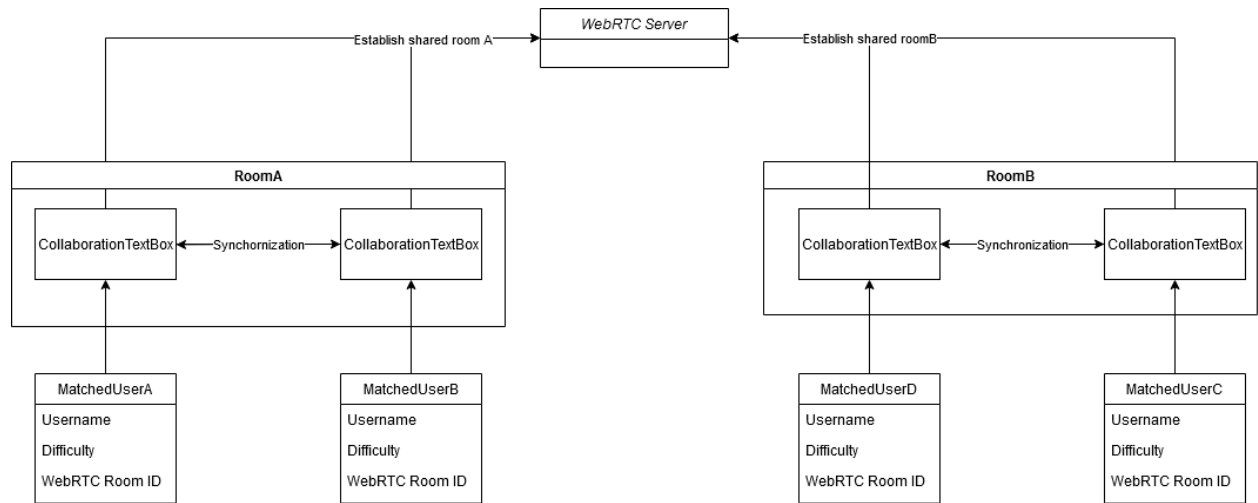 WebRTC Server
Establish shared room A
Establish shared roomB
RoomA
RoomB
CollaborationTextBox
Synchornization
CollaborationTextBox
CollaborationTextBox
Synchronization
CollaborationTextBox
MatchedUserA
Username
Difficulty
WebRTC Room ID
MatchedUserB
Username
Difficulty
WebRTC Room ID
MatchedUserD
Username
Difficulty
WebRTC Room ID
MatchedUserC
Username
Difficulty
WebRTC Room ID